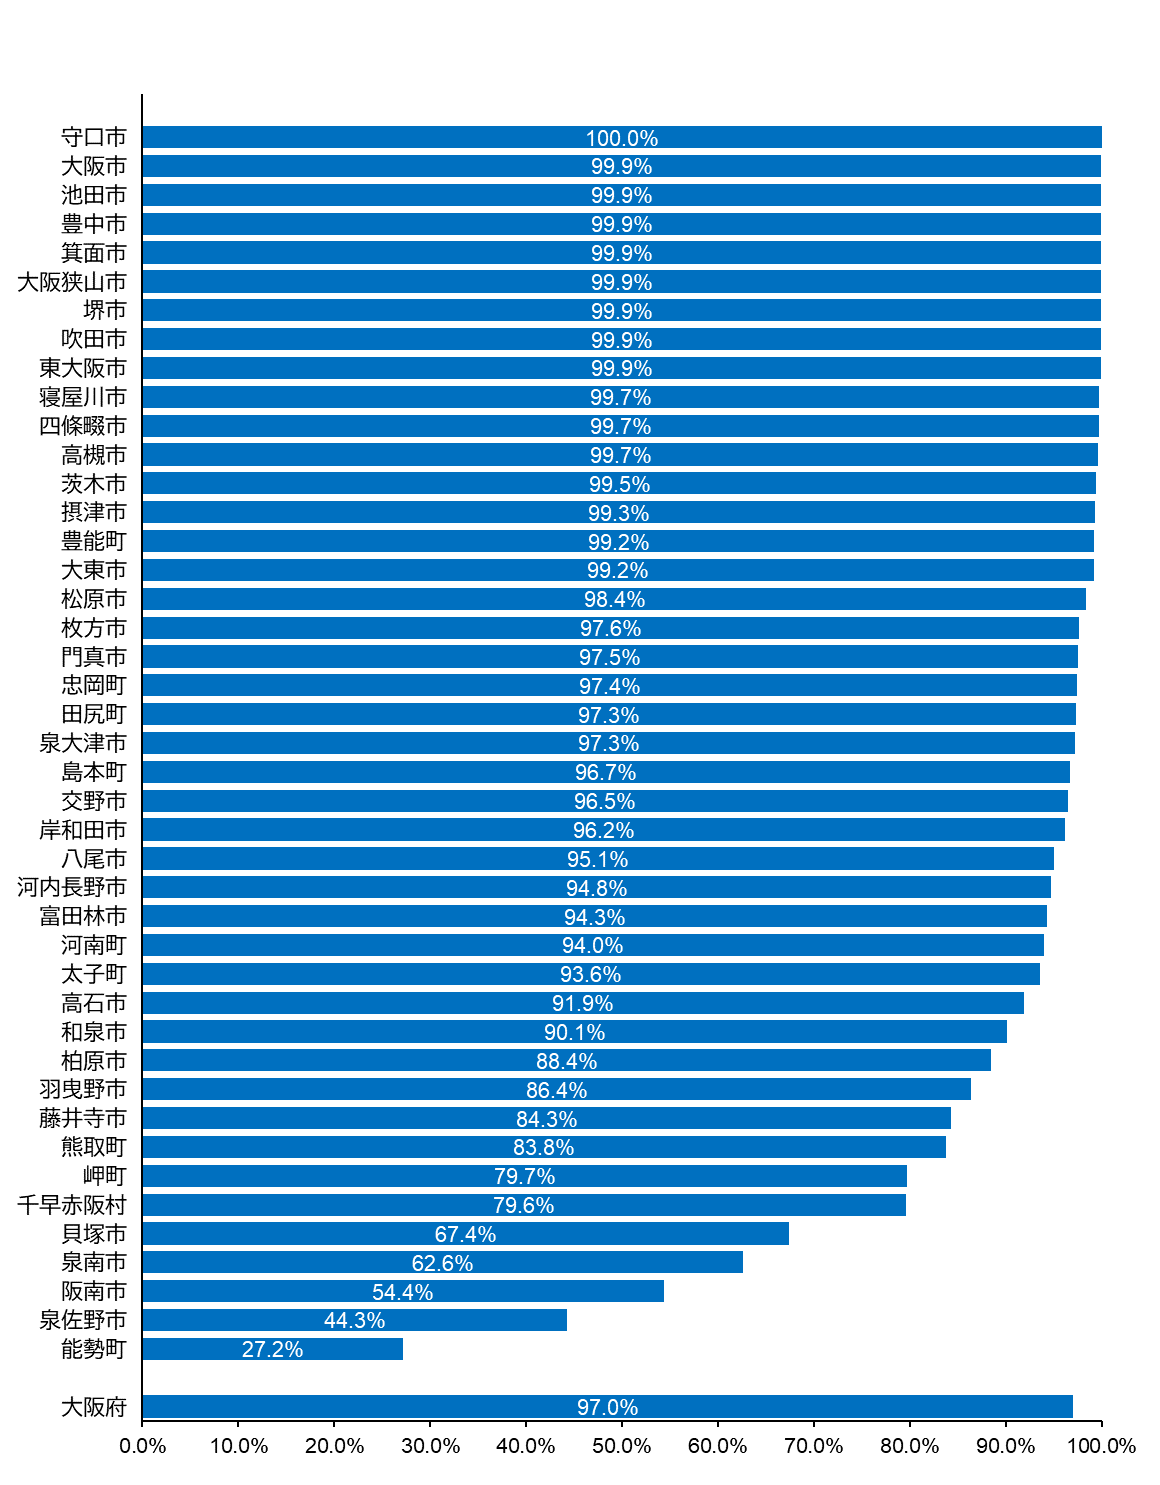 守口市 100.0%
大阪市 99.9%
池田市 99.9%
豊中市 99.9%
箕面市 99.9%
大阪狭山市 99.9%
堺市 99.9%
吹田市 99.9%
東大阪市 99.9%
寝屋川市 99.7%
四條畷市 99.7%
高槻市 99.7%
茨木市 99.5%
摂津市 99.3%
豊能町 99.2%
大東市 99.2%
松原市 98.4%
枚方市 97.6%
門真市 97.5%
忠岡町 97.4%
田尻町 97.3%
泉大津市 97.3%
島本町 96.7%
交野市 96.5%
岸和田市 96.2%
八尾市 95.1%
河内長野市 94.8%
富田林市 94.3%
河南町 94.0%
太子町 93.6%
高石市 91.9%
和泉市 90.1%
柏原市 88.4%
羽曳野市 86.4%
藤井寺市 84.3%
熊取町 83.8%
岬町 79.7%
千早赤阪村 79.6%
貝塚市 67.4%
泉南市 62.6%
阪南市 54.4%
泉佐野市 44.3%
能勢町 27.2%
大阪府 97.0%
0.0% 10.0% 20.0% 30.0% 40.0% 50.0% 60.0% 70.0% 80.0% 90.0% 100.0%